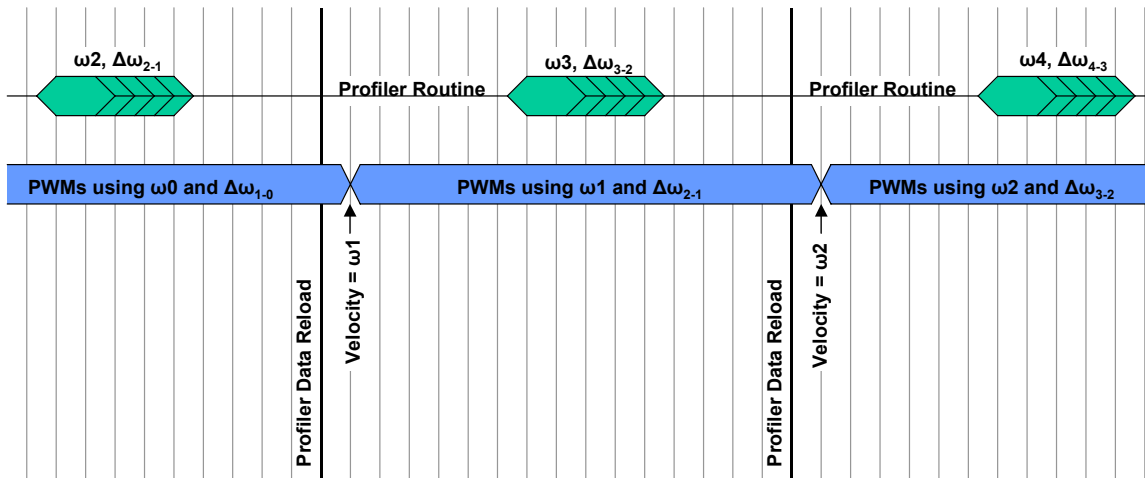 ω2, Δω2-1
ω3, Δω3-2
ω4, Δω4-3
Profiler Routine
Profiler Routine
PWMs using ω0 and Δω1-0
PWMs using ω1 and Δω2-1
PWMs using ω2 and Δω3-2
Profiler Data Reload
Velocity = ω1
Profiler Data Reload
Velocity = ω2